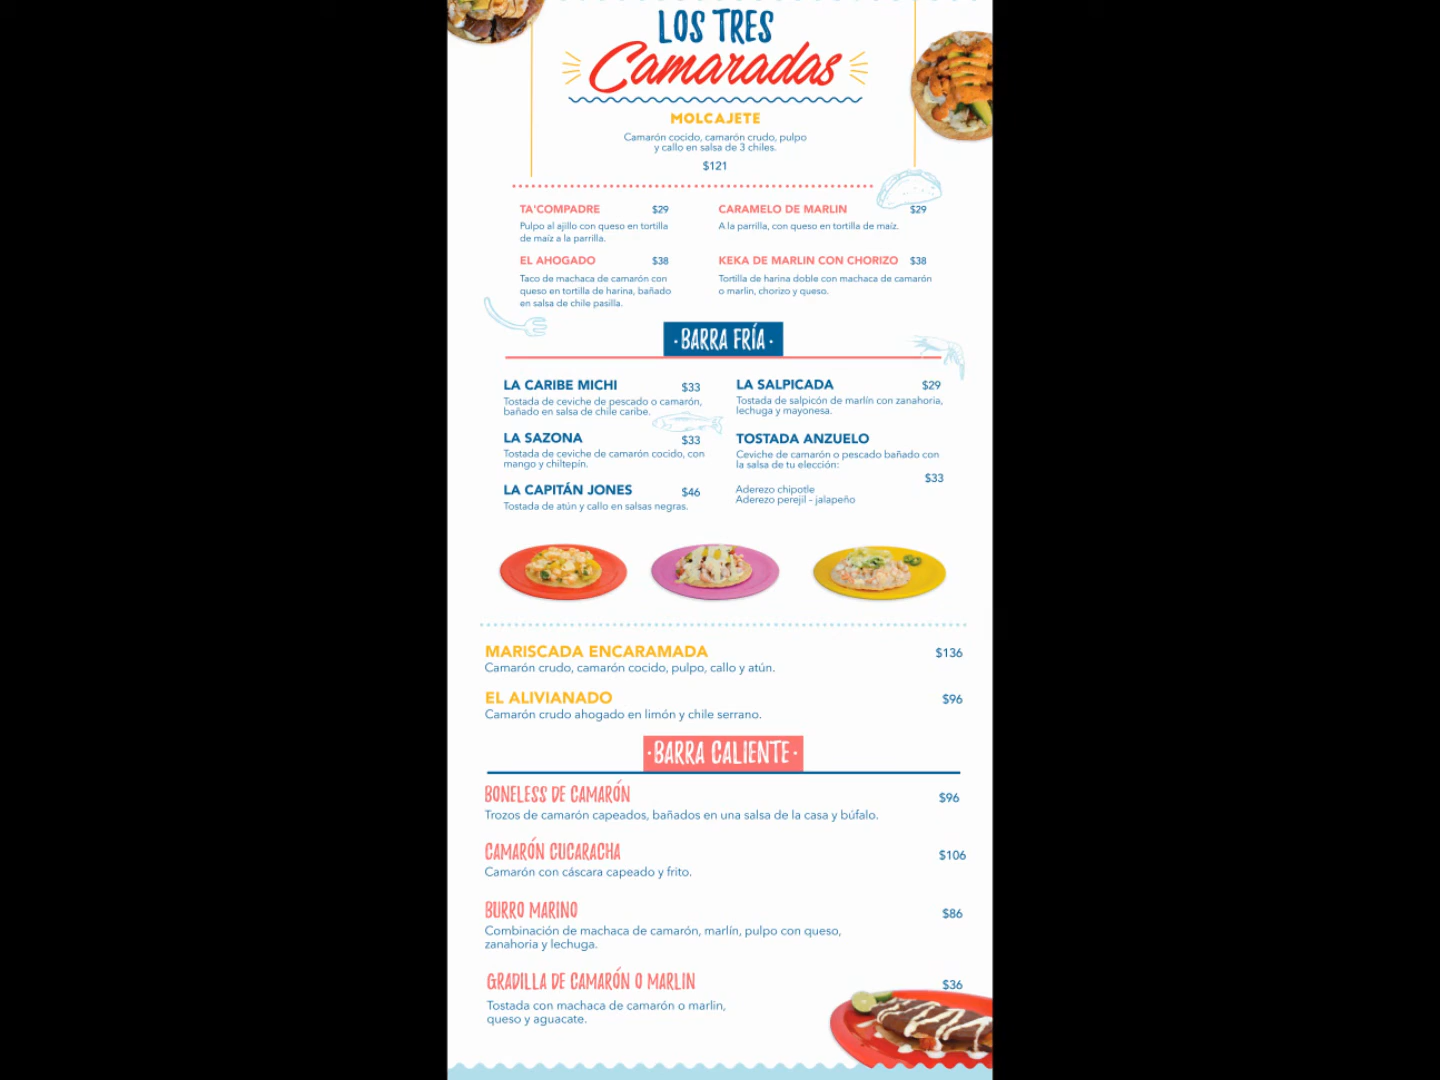 LOS TRES
Camaradas
MOLCAJETE
Camarón cocido, camarón crudo, pulpo
y callo en salsa de 3 chiles.
$121
TA'COMPADRE $29
Pulpo al ajillo con queso en tortilla
de maíz a la parrilla.
EL AHOGADO $38
Taco de machaca de camarón con
queso en tortilla de harina, bañado
en salsa de chile pasilla.
CARAMELO DE MARLIN $29
A la parrilla, con queso en tortilla de maíz.
KEKA DE MARLIN CON CHORIZO $38
Tortilla de harina doble con machaca de camarón
o marlin, chorizo y queso.
· BARRA FRÍA ·
LA CARIBE MICHI $33
Tostada de ceviche de pescado o camarón,
bañado en salsa de chile caribe.
LA SAZONA $33
Tostada de ceviche de camarón cocido, con
mango y chiltepín.
LA CAPITÁN JONES $46
Tostada de atún y callo en salsas negras.
LA SALPICADA $29
Tostada de salpicón de marlín con zanahoria,
lechuga y mayonesa.
TOSTADA ANZUELO
Ceviche de camarón o pescado bañado con
la salsa de tu elección:
$33
Aderezo chipotle
Aderezo perejil - jalapeño
MARISCADA ENCARAMADA $136
Camarón crudo, camarón cocido, pulpo, callo y atún.
EL ALIVIANADO $96
Camarón crudo ahogado en limón y chile serrano.
· BARRA CALIENTE ·
BONELESS DE CAMARÓN $96
Trozos de camarón capeados, bañados en una salsa de la casa y búfalo.
CAMARÓN CUCARACHA $106
Camarón con cáscara capeado y frito.
BURRO MARINO $86
Combinación de machaca de camarón, marlín, pulpo con queso,
zanahoria y lechuga.
GRADILLA DE CAMARÓN O MARLIN $36
Tostada con machaca de camarón o marlin,
queso y aguacate.